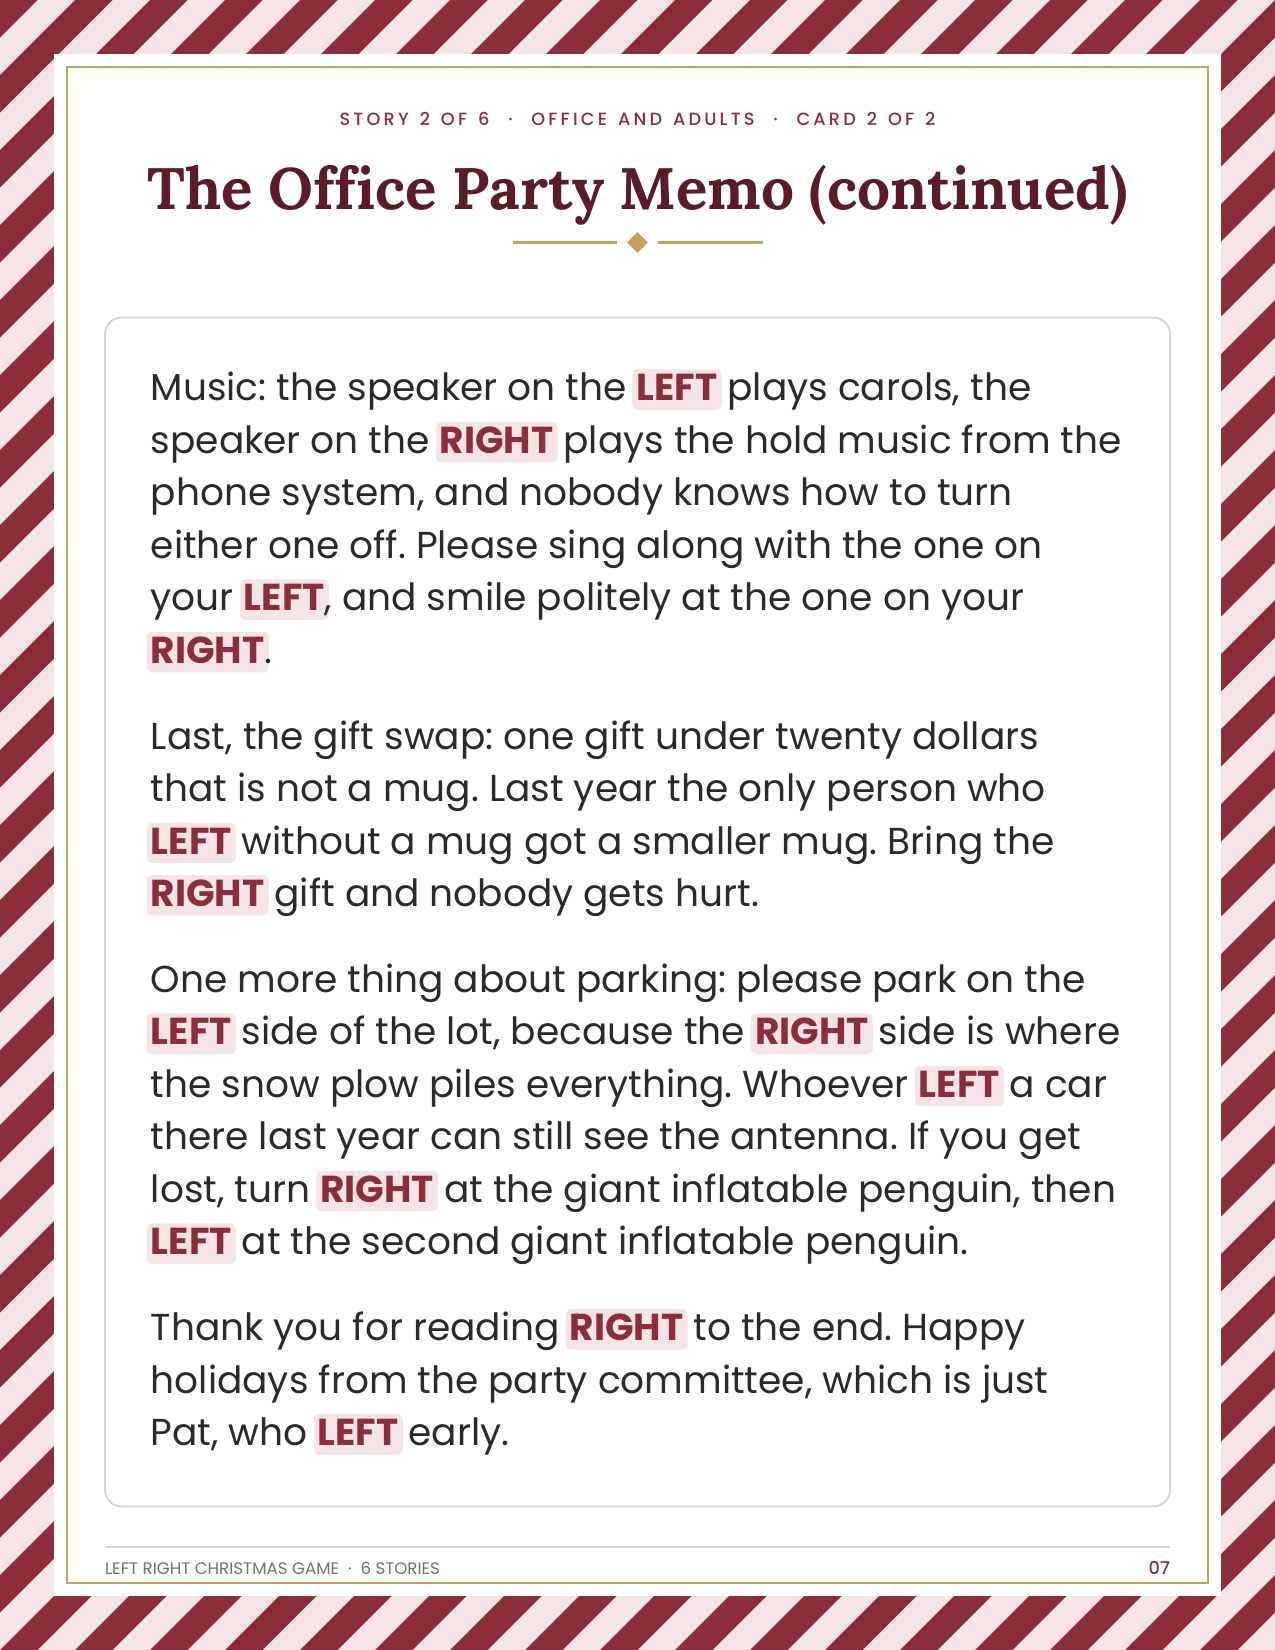 STORY 2 OF 6 · OFFICE AND ADULTS · CARD 2 OF 2
The Office Party Memo (continued)
Music: the speaker on the LEFT plays carols, the
speaker on the RIGHT plays the hold music from the
phone system, and nobody knows how to turn
either one off. Please sing along with the one on
your LEFT, and smile politely at the one on your
RIGHT.
Last, the gift swap: one gift under twenty dollars
that is not a mug. Last year the only person who
LEFT without a mug got a smaller mug. Bring the
RIGHT gift and nobody gets hurt.
One more thing about parking: please park on the
LEFT side of the lot, because the RIGHT side is where
the snow plow piles everything. Whoever LEFT a car
there last year can still see the antenna. If you get
lost, turn RIGHT at the giant inflatable penguin, then
LEFT at the second giant inflatable penguin.
Thank you for reading RIGHT to the end. Happy
holidays from the party committee, which is just
Pat, who LEFT early.
LEFT RIGHT CHRISTMAS GAME · 6 STORIES
07